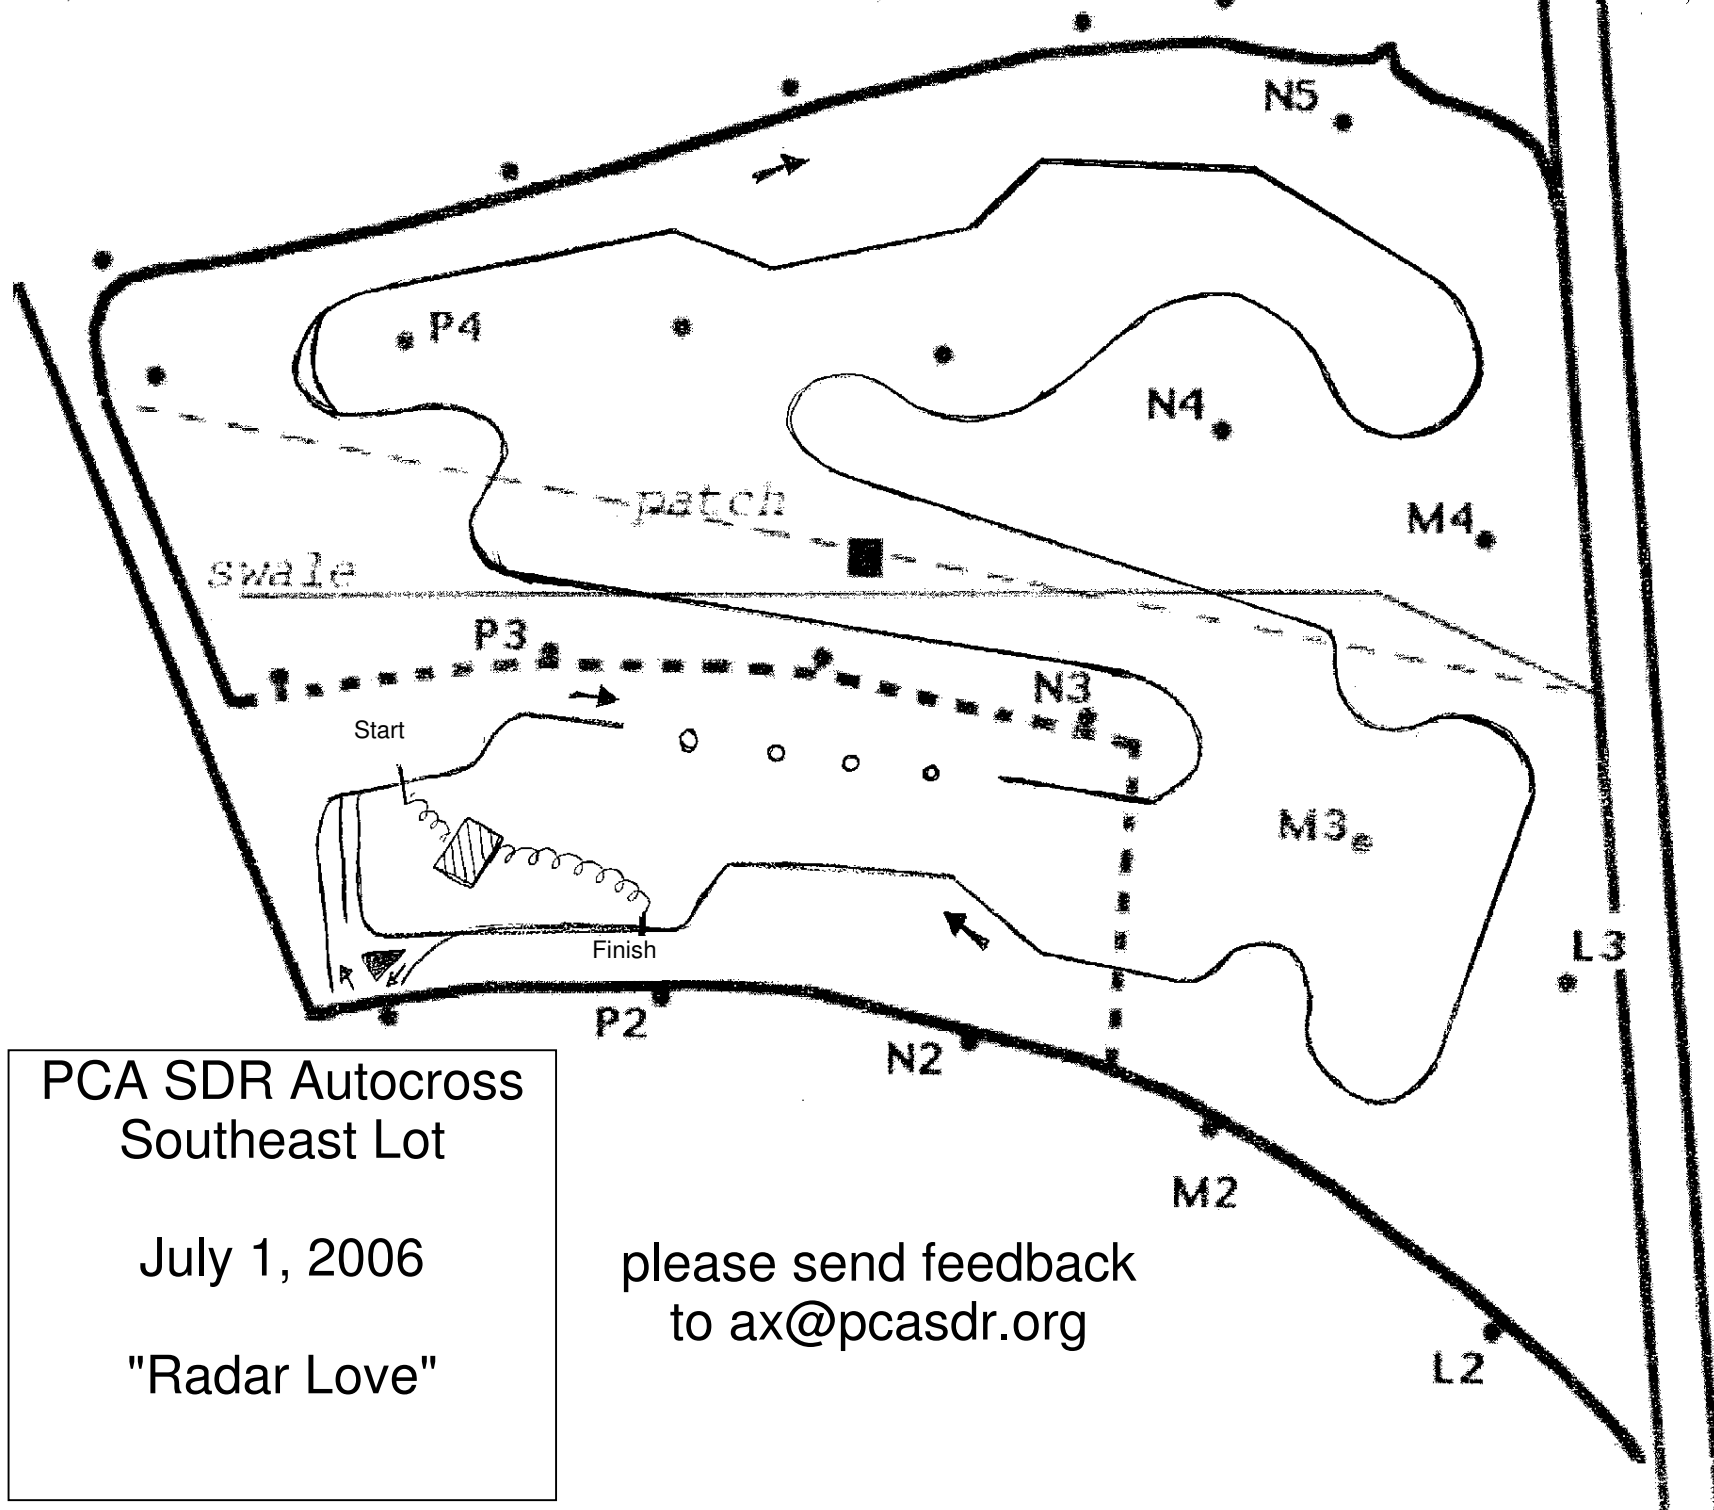 N5
P4
N4
patch
M4
swale
P3
N3
Start
M3
L3
Finish
P2
N2
M2
L2
PCA SDR Autocross
Southeast Lot
July 1, 2006
"Radar Love"
please send feedback
to ax@pcasdr.org